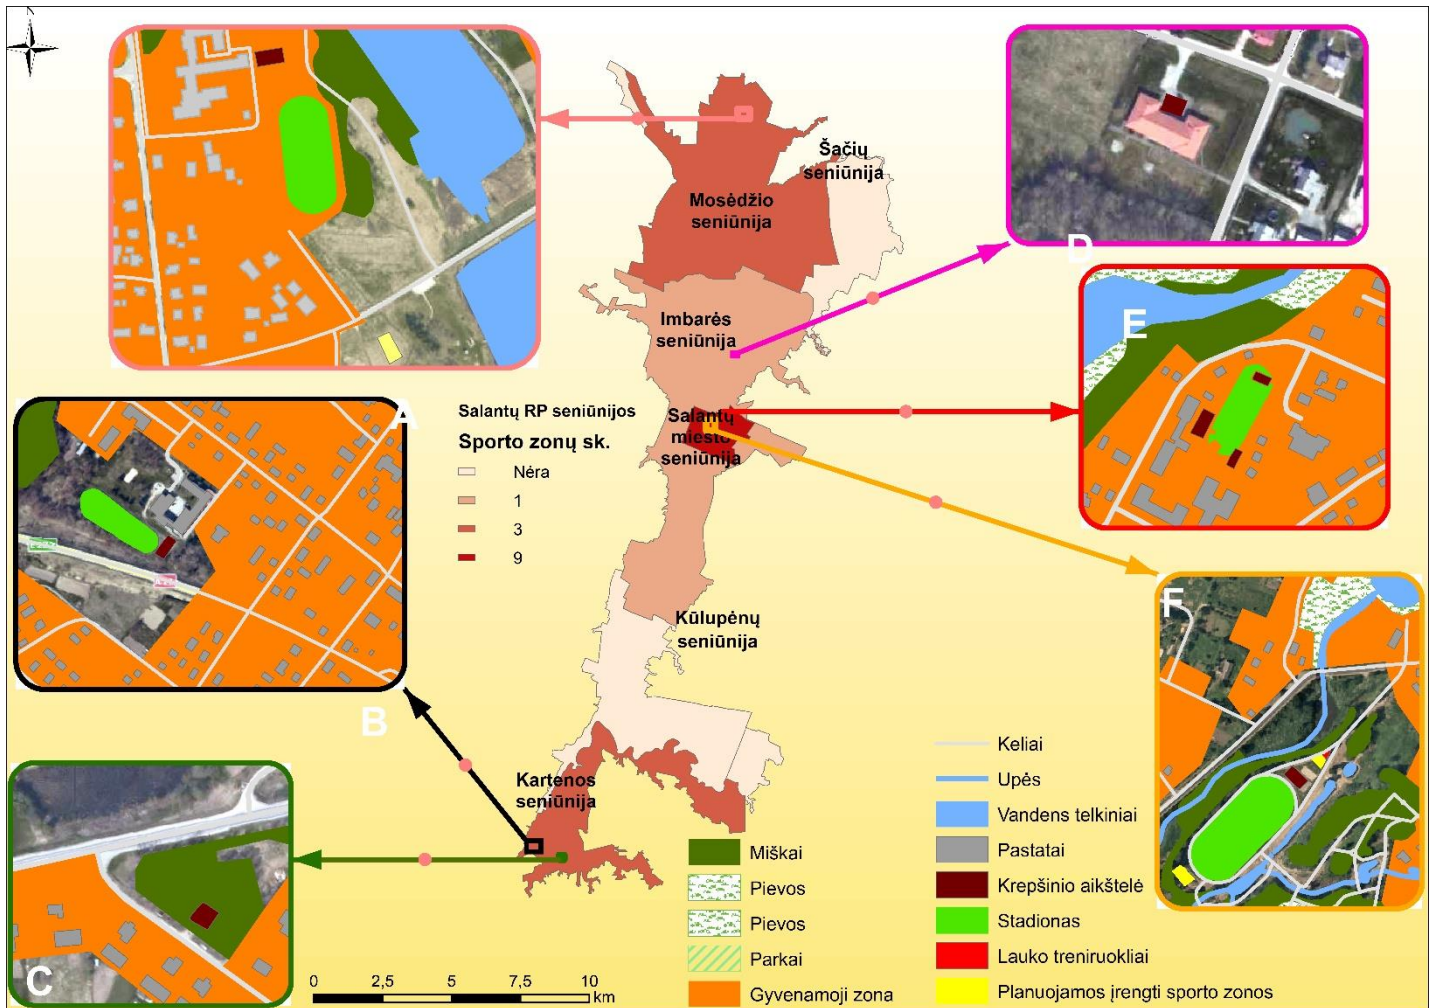 N
Šačių
seniūnija
Mosėdžio
seniūnija
D
Imbarės
seniūnija
E
A
Salantų RP seniūnijos
Sporto zonų sk.
Nėra
1
3
9
Salantų
miesto
seniūnija
F
Kūlupėnų
seniūnija
B
Kartenos
seniūnija
C
Miškai
Pievos
Pievos
Parkai
Gyvenamoji zona
Keliai
Upės
Vandens telkiniai
Pastatai
Krepšinio aikštelė
Stadionas
Lauko treniruokliai
Planuojamos įrengti sporto zonos
0 2,5 5 7,5 10
km